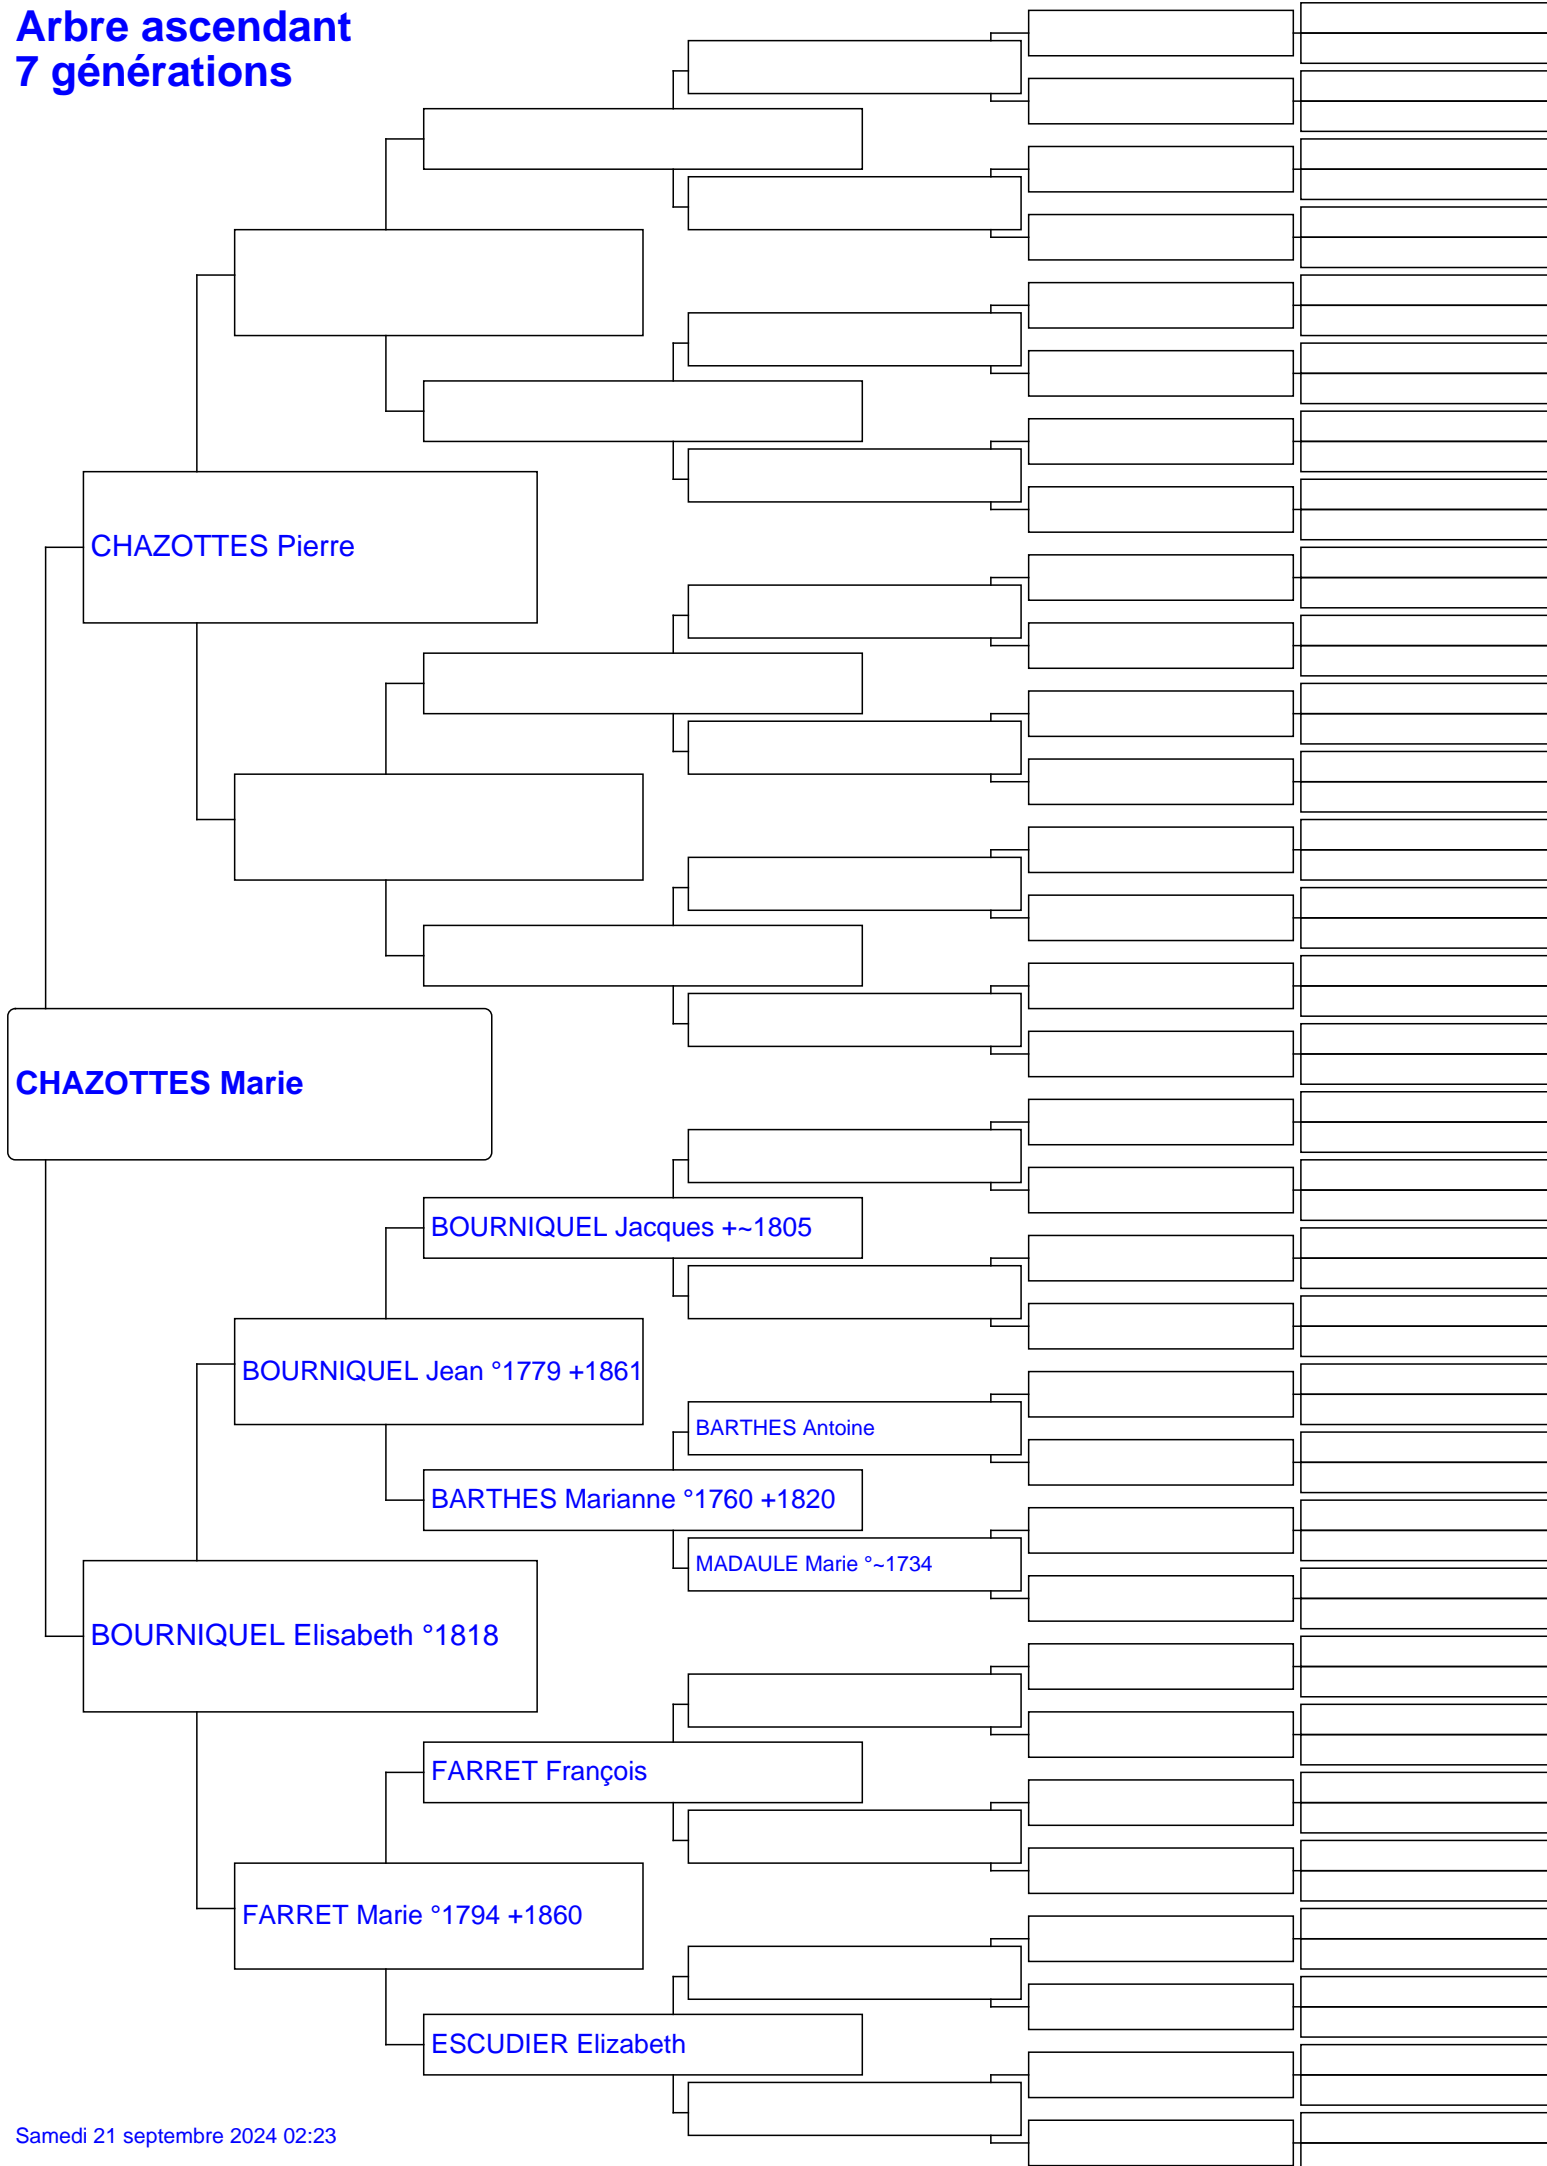 Arbre ascendant
7 générations
CHAZOTTES Pierre
CHAZOTTES Marie
BOURNIQUEL Jacques +~1805
BOURNIQUEL Jean °1779 +1861
BARTHES Antoine
BARTHES Marianne °1760 +1820
MADAULE Marie °~1734
BOURNIQUEL Elisabeth °1818
FARRET François
FARRET Marie °1794 +1860
ESCUDIER Elizabeth
Samedi 21 septembre 2024 02:23